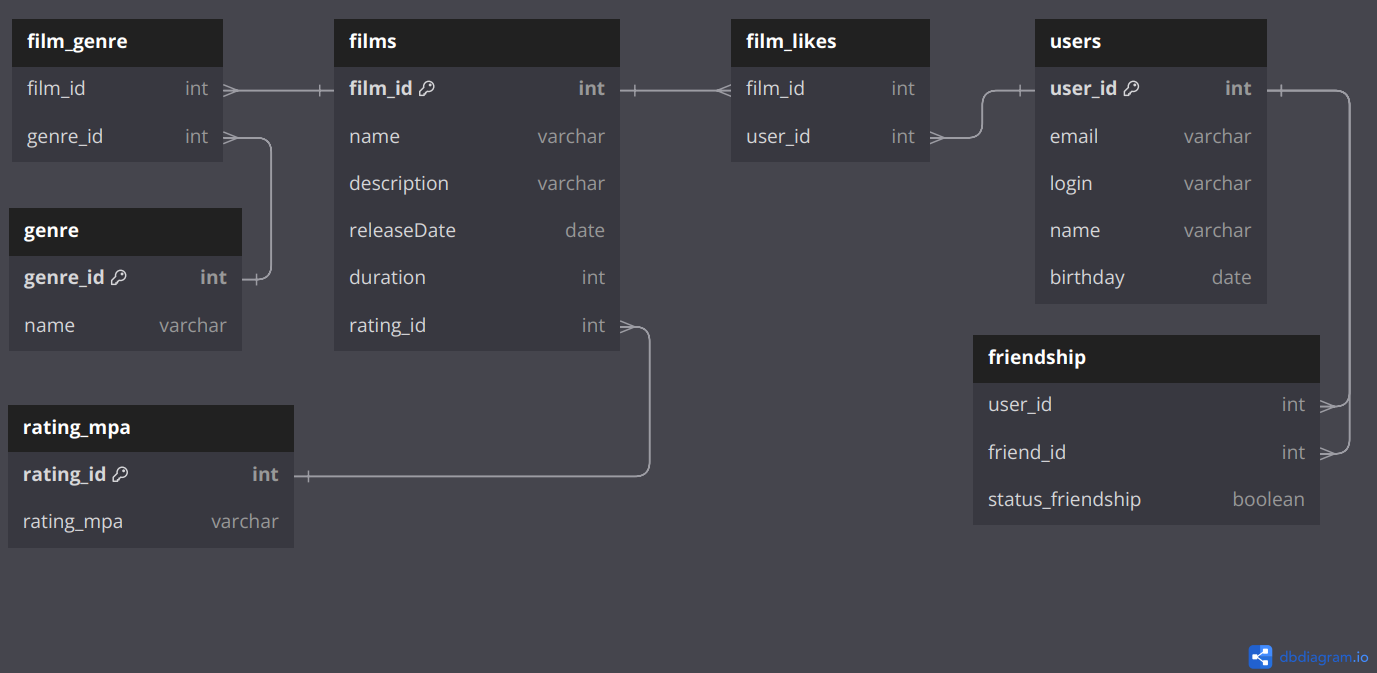 film_genre
film_id int
genre_id int
films
film_id int
name varchar
description varchar
releaseDate date
duration int
rating_id int
film_likes
film_id int
user_id int
users
user_id int
email varchar
login varchar
name varchar
birthday date
genre
genre_id int
name varchar
friendship
user_id int
friend_id int
status_friendship boolean
rating_mpa
rating_id int
rating_mpa varchar
dbdiagram.io